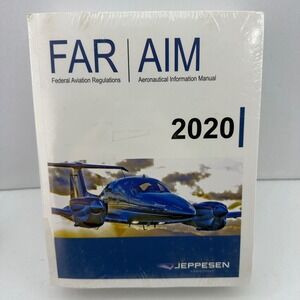 FAR | AIM
Federal Aviation Regulations Aeronautical Information Manual
2020
JEPPESEN